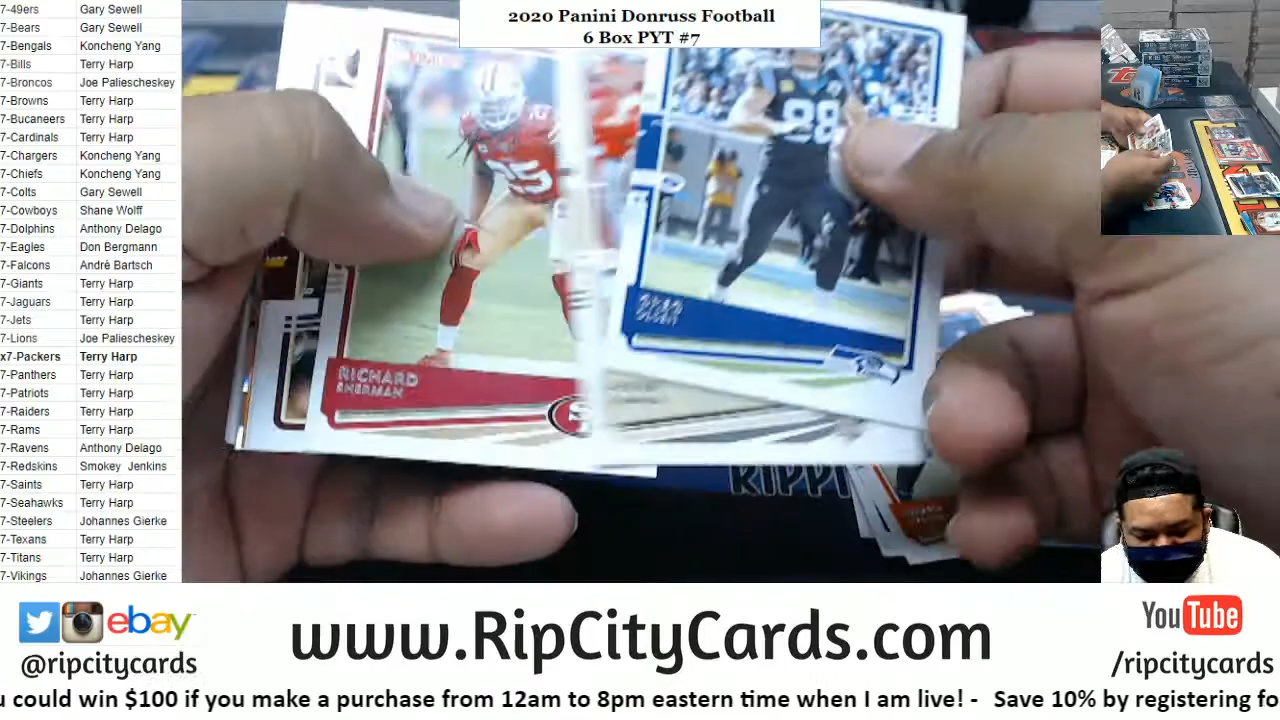 2020 Panini Donruss Football
6 Box PYT #7
7-49ers Gary Sewell
7-Bears Gary Sewell
7-Bengals Koncheng Yang
7-Bills Terry Harp
7-Broncos Joe Paliescheskey
7-Browns Terry Harp
7-Bucaneers Terry Harp
7-Cardinals Terry Harp
7-Chargers Koncheng Yang
7-Chiefs Koncheng Yang
7-Colts Gary Sewell
7-Cowboys Shane Wolff
7-Dolphins Anthony Delago
7-Eagles Don Bergmann
7-Falcons Andrè Bartsch
7-Giants Terry Harp
7-Jaguars Terry Harp
7-Jets Terry Harp
7-Lions Joe Paliescheskey
x7-Packers Terry Harp
7-Panthers Terry Harp
7-Patriots Terry Harp
7-Raiders Terry Harp
7-Rams Terry Harp
7-Ravens Anthony Delago
7-Redskins Smokey Jenkins
7-Saints Terry Harp
7-Seahawks Terry Harp
7-Steelers Johannes Gierke
7-Texans Terry Harp
7-Titans Terry Harp
7-Vikings Johannes Gierke
25
88
RICHARD
SHERMAN
GREG
OLSEN
RIPPI
ebay
@ripcitycards
www.RipCityCards.com
YouTube
/ripcitycards
u could win $100 if you make a purchase from 12am to 8pm eastern time when I am live! - Save 10% by registering fo